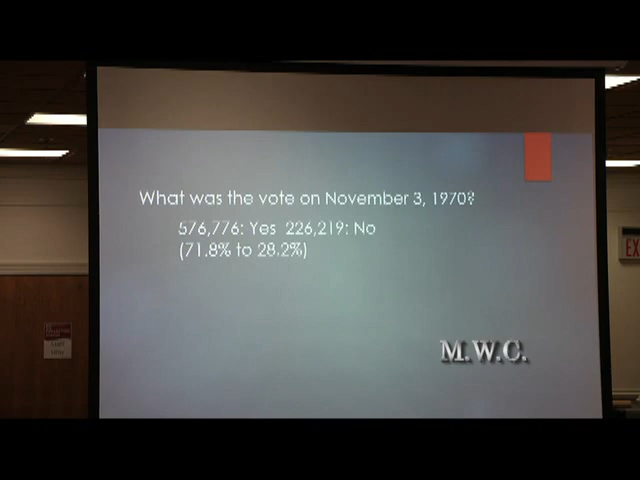 What was the vote on November 3, 1970?
576,776: Yes 226,219: No
(71.8% to 28.2%)
M.W.C.
EX